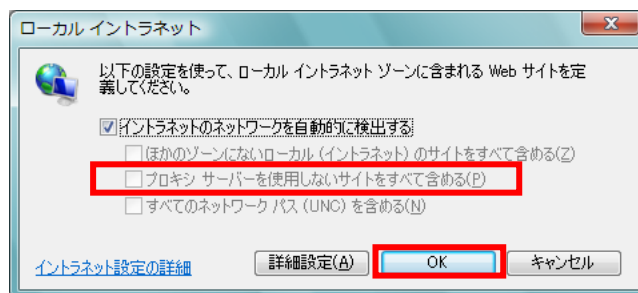 ローカル イントラネット
以下の設定を使って、ローカル イントラネット ゾーンに含まれる Web サイトを定
義してください。
イントラネットのネットワークを自動的に検出する
ほかのゾーンにないローカル (イントラネット) のサイトをすべて含める(Z)
プロキシ サーバーを使用しないサイトをすべて含める(P)
すべてのネットワーク パス (UNC) を含める(N)
イントラネット設定の詳細 詳細設定(A) OK キャンセル